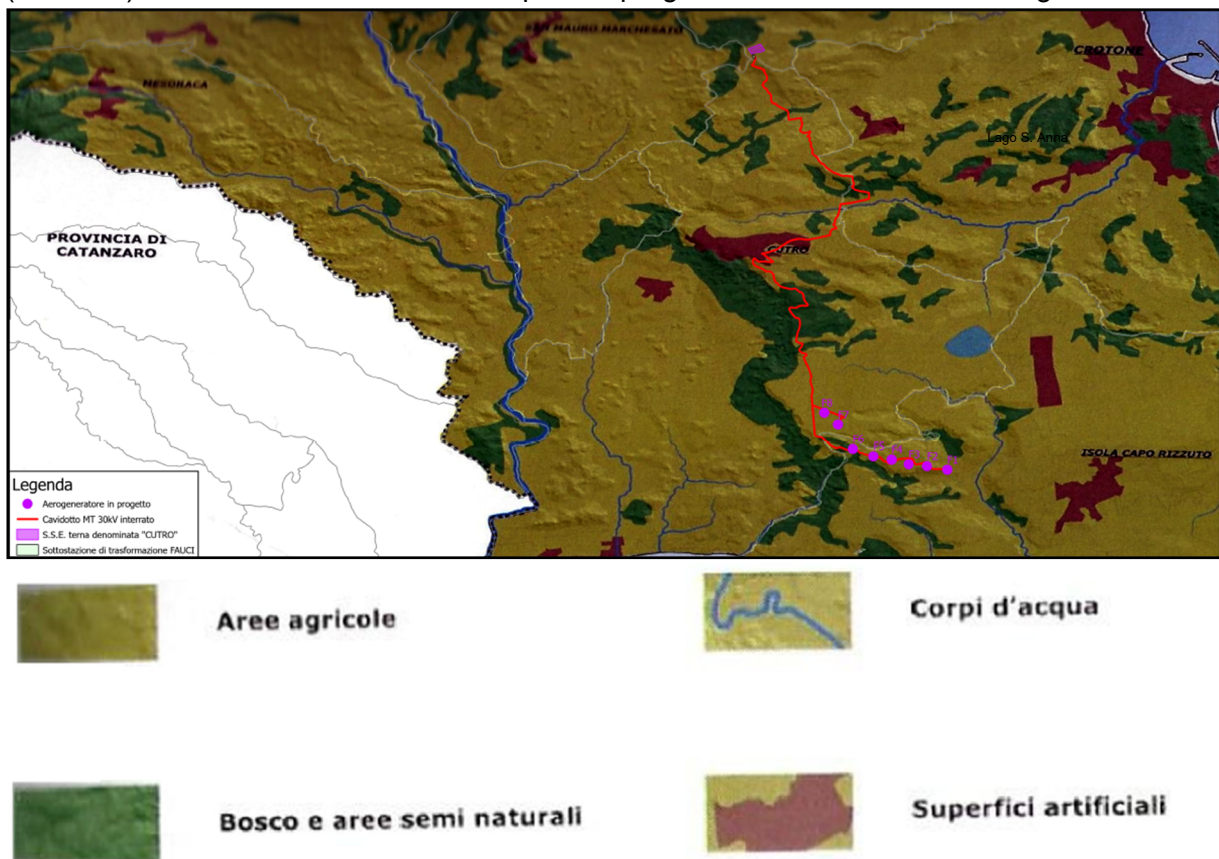 SAN MAURO MARCHESATO
CROTONE
MESORACA
Lago S. Anna
PROVINCIA DI
CATANZARO
CUTRO
ISOLA CAPO RIZZUTO
Legenda
Aerogeneratore in progetto
Cavidotto MT 30kV interrato
S.S.E. terna denominata "CUTRO"
Sottostazione di trasformazione FAUCI
Aree agricole
Corpi d'acqua
Bosco e aree semi naturali
Superfici artificiali